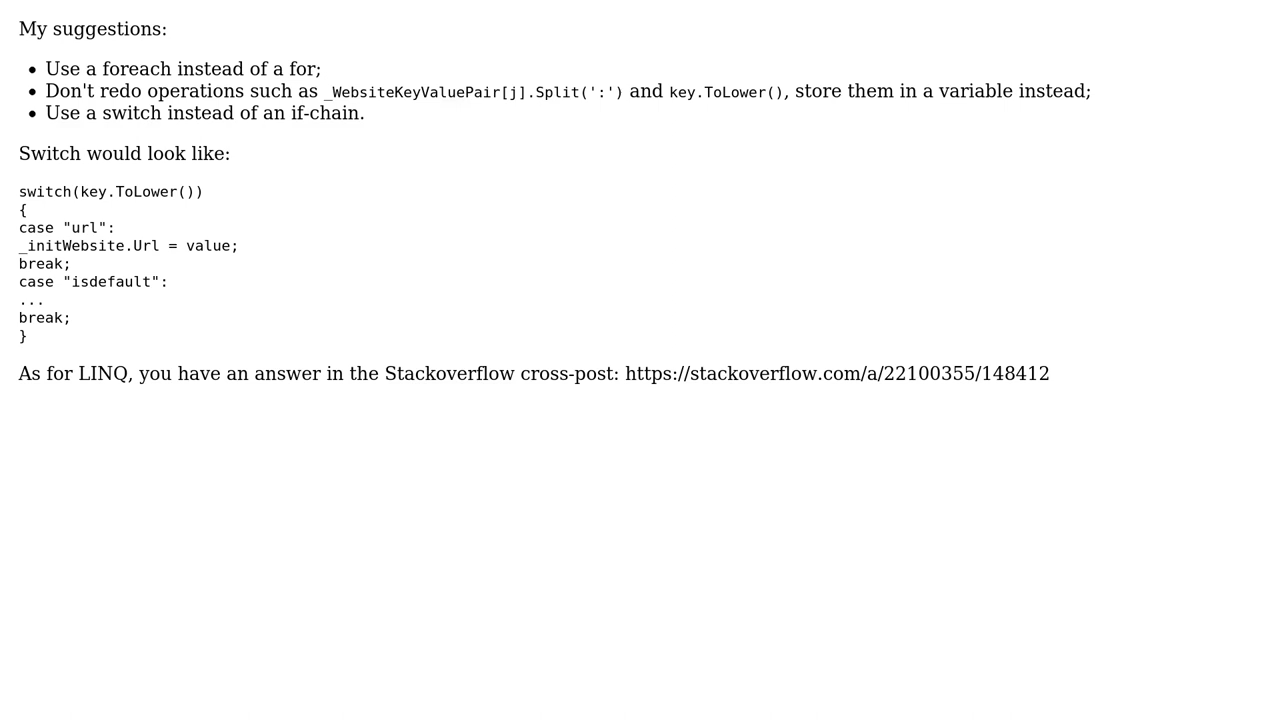 My suggestions:
Use a foreach instead of a for;
Don't redo operations such as _WebsiteKeyValuePair[j].Split(':') and key.ToLower(), store them in a variable instead;
Use a switch instead of an if-chain.
Switch would look like:
switch(key.ToLower())
{
case "url":
_initWebsite.Url = value;
break;
case "isdefault":
...
break;
}
As for LINQ, you have an answer in the Stackoverflow cross-post: https://stackoverflow.com/a/22100355/148412